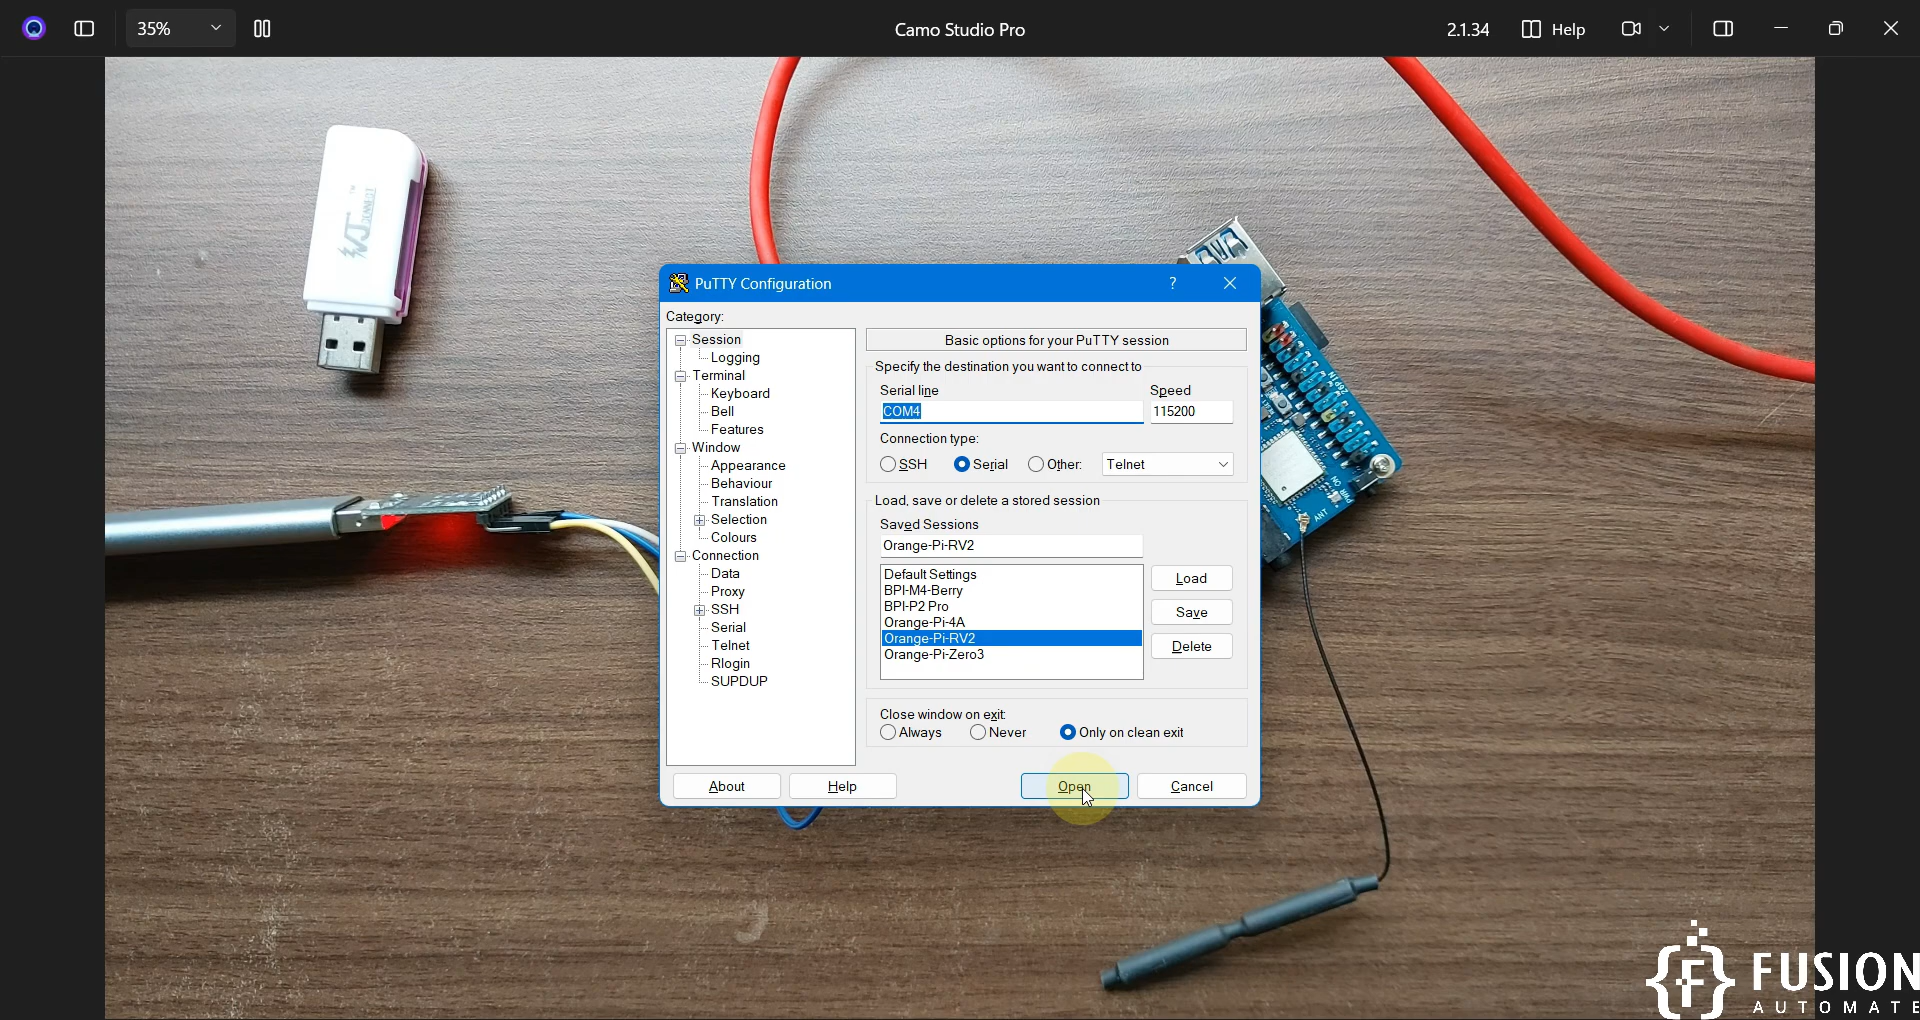 35%
Camo Studio Pro
2.1.34
Help
PuTTY Configuration
?
Category:
Session
Logging
Terminal
Keyboard
Bell
Features
Window
Appearance
Behaviour
Translation
Selection
Colours
Connection
Data
Proxy
SSH
Serial
Telnet
Rlogin
SUPDUP
Basic options for your PuTTY session
Specify the destination you want to connect to
Serial line
Speed
COM4
115200
Connection type:
SSH
Serial
Other:
Telnet
Load, save or delete a stored session
Saved Sessions
Orange-Pi-RV2
Default Settings
BPI-M4-Berry
BPI-P2 Pro
Orange-Pi-4A
Orange-Pi-RV2
Orange-Pi-Zero3
Load
Save
Delete
Close window on exit:
Always
Never
Only on clean exit
About
Help
Open
Cancel
26PIN
PWR ON
ANT
FUSION
AUTOMATE